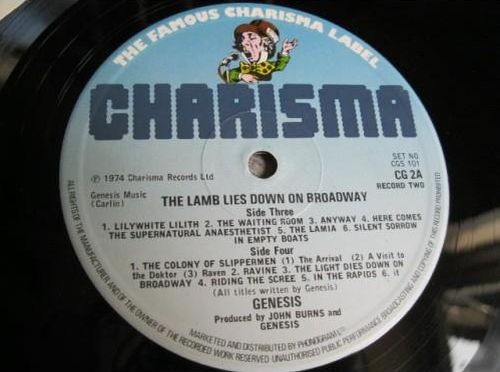 THE FAMOUS CHARISMA LABEL
CHARISMA
℗ 1974 Charisma Records Ltd
SET NO
CGS 101
Genesis Music
(Carlin)
CG 2A
RECORD TWO
THE LAMB LIES DOWN ON BROADWAY
Side Three
1. LILYWHITE LILITH 2. THE WAITING ROOM 3. ANYWAY 4. HERE COMES
THE SUPERNATURAL ANAESTHETIST 5. THE LAMIA 6. SILENT SORROW
IN EMPTY BOATS
Side Four
1. THE COLONY OF SLIPPERMEN (1) The Arrival (2) A Visit to
the Doktor (3) Raven 2. RAVINE 3. THE LIGHT DIES DOWN ON
BROADWAY 4. RIDING THE SCREE 5. IN THE RAPIDS 6. it
(All titles written by Genesis)
GENESIS
Produced by JOHN BURNS and
GENESIS
MARKETED AND DISTRIBUTED BY PHONOGRAM LTD
ALL RIGHTS OF THE MANUFACTURER AND OF THE OWNER OF THE RECORDED WORK RESERVED. UNAUTHORISED PUBLIC PERFORMANCE BROADCASTING AND COPYING OF THIS RECORD PROHIBITED